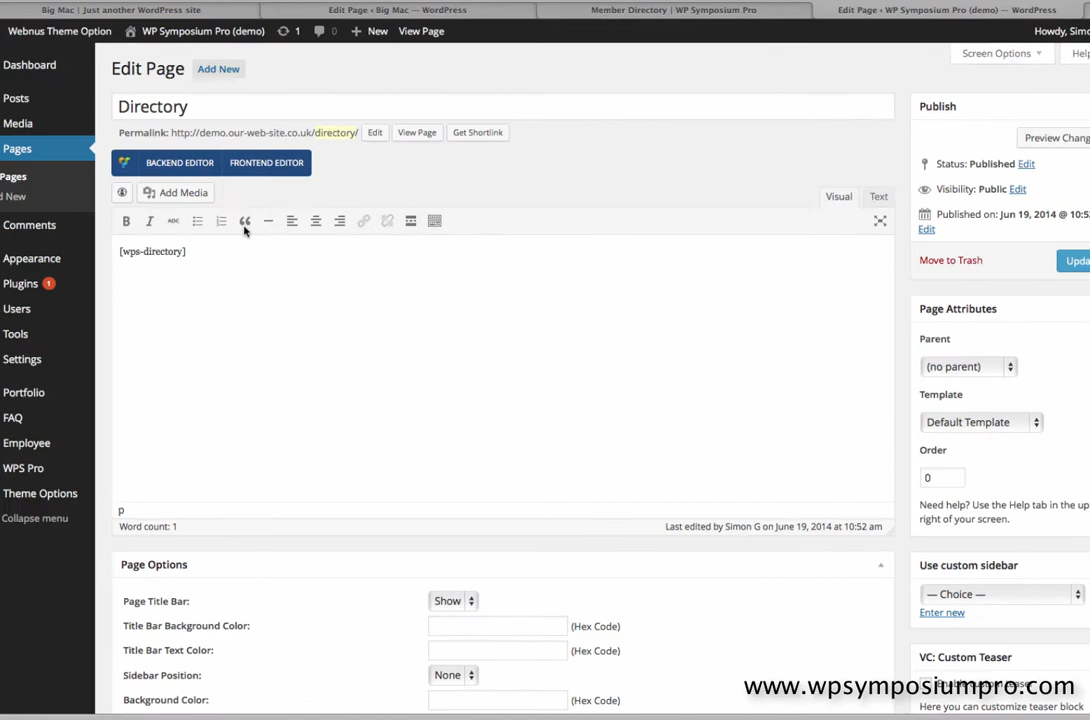 Big Mac | Just another WordPress site
Edit Page ‹ Big Mac — WordPress
Member Directory | WP Symposium Pro
Edit Page ‹ WP Symposium Pro (demo) — WordPress
Webnus Theme Option
WP Symposium Pro (demo)
1
0
New
View Page
Howdy, Simo
Dashboard
Posts
Media
Pages
Pages
d New
Comments
Appearance
Plugins 1
Users
Tools
Settings
Portfolio
FAQ
Employee
WPS Pro
Theme Options
Collapse menu
Edit Page
Add New
Screen Options
Help
Directory
Permalink: http://demo.our-web-site.co.uk/directory/
Edit
View Page
Get Shortlink
BACKEND EDITOR
FRONTEND EDITOR
Add Media
Visual
Text
B I ABC
[wps-directory]
p
Word count: 1
Last edited by Simon G on June 19, 2014 at 10:52 am
Page Options
Page Title Bar:
Show
Title Bar Background Color:
(Hex Code)
Title Bar Text Color:
(Hex Code)
Sidebar Position:
None
Background Color:
(Hex Code)
Publish
Preview Chang
Status: Published Edit
Visibility: Public Edit
Published on: Jun 19, 2014 @ 10:52
Edit
Move to Trash
Upda
Page Attributes
Parent
(no parent)
Template
Default Template
Order
0
Need help? Use the Help tab in the up
right of your screen.
Use custom sidebar
— Choice —
Enter new
VC: Custom Teaser
www.wpsymposiumpro.com
Here you can customize teaser block